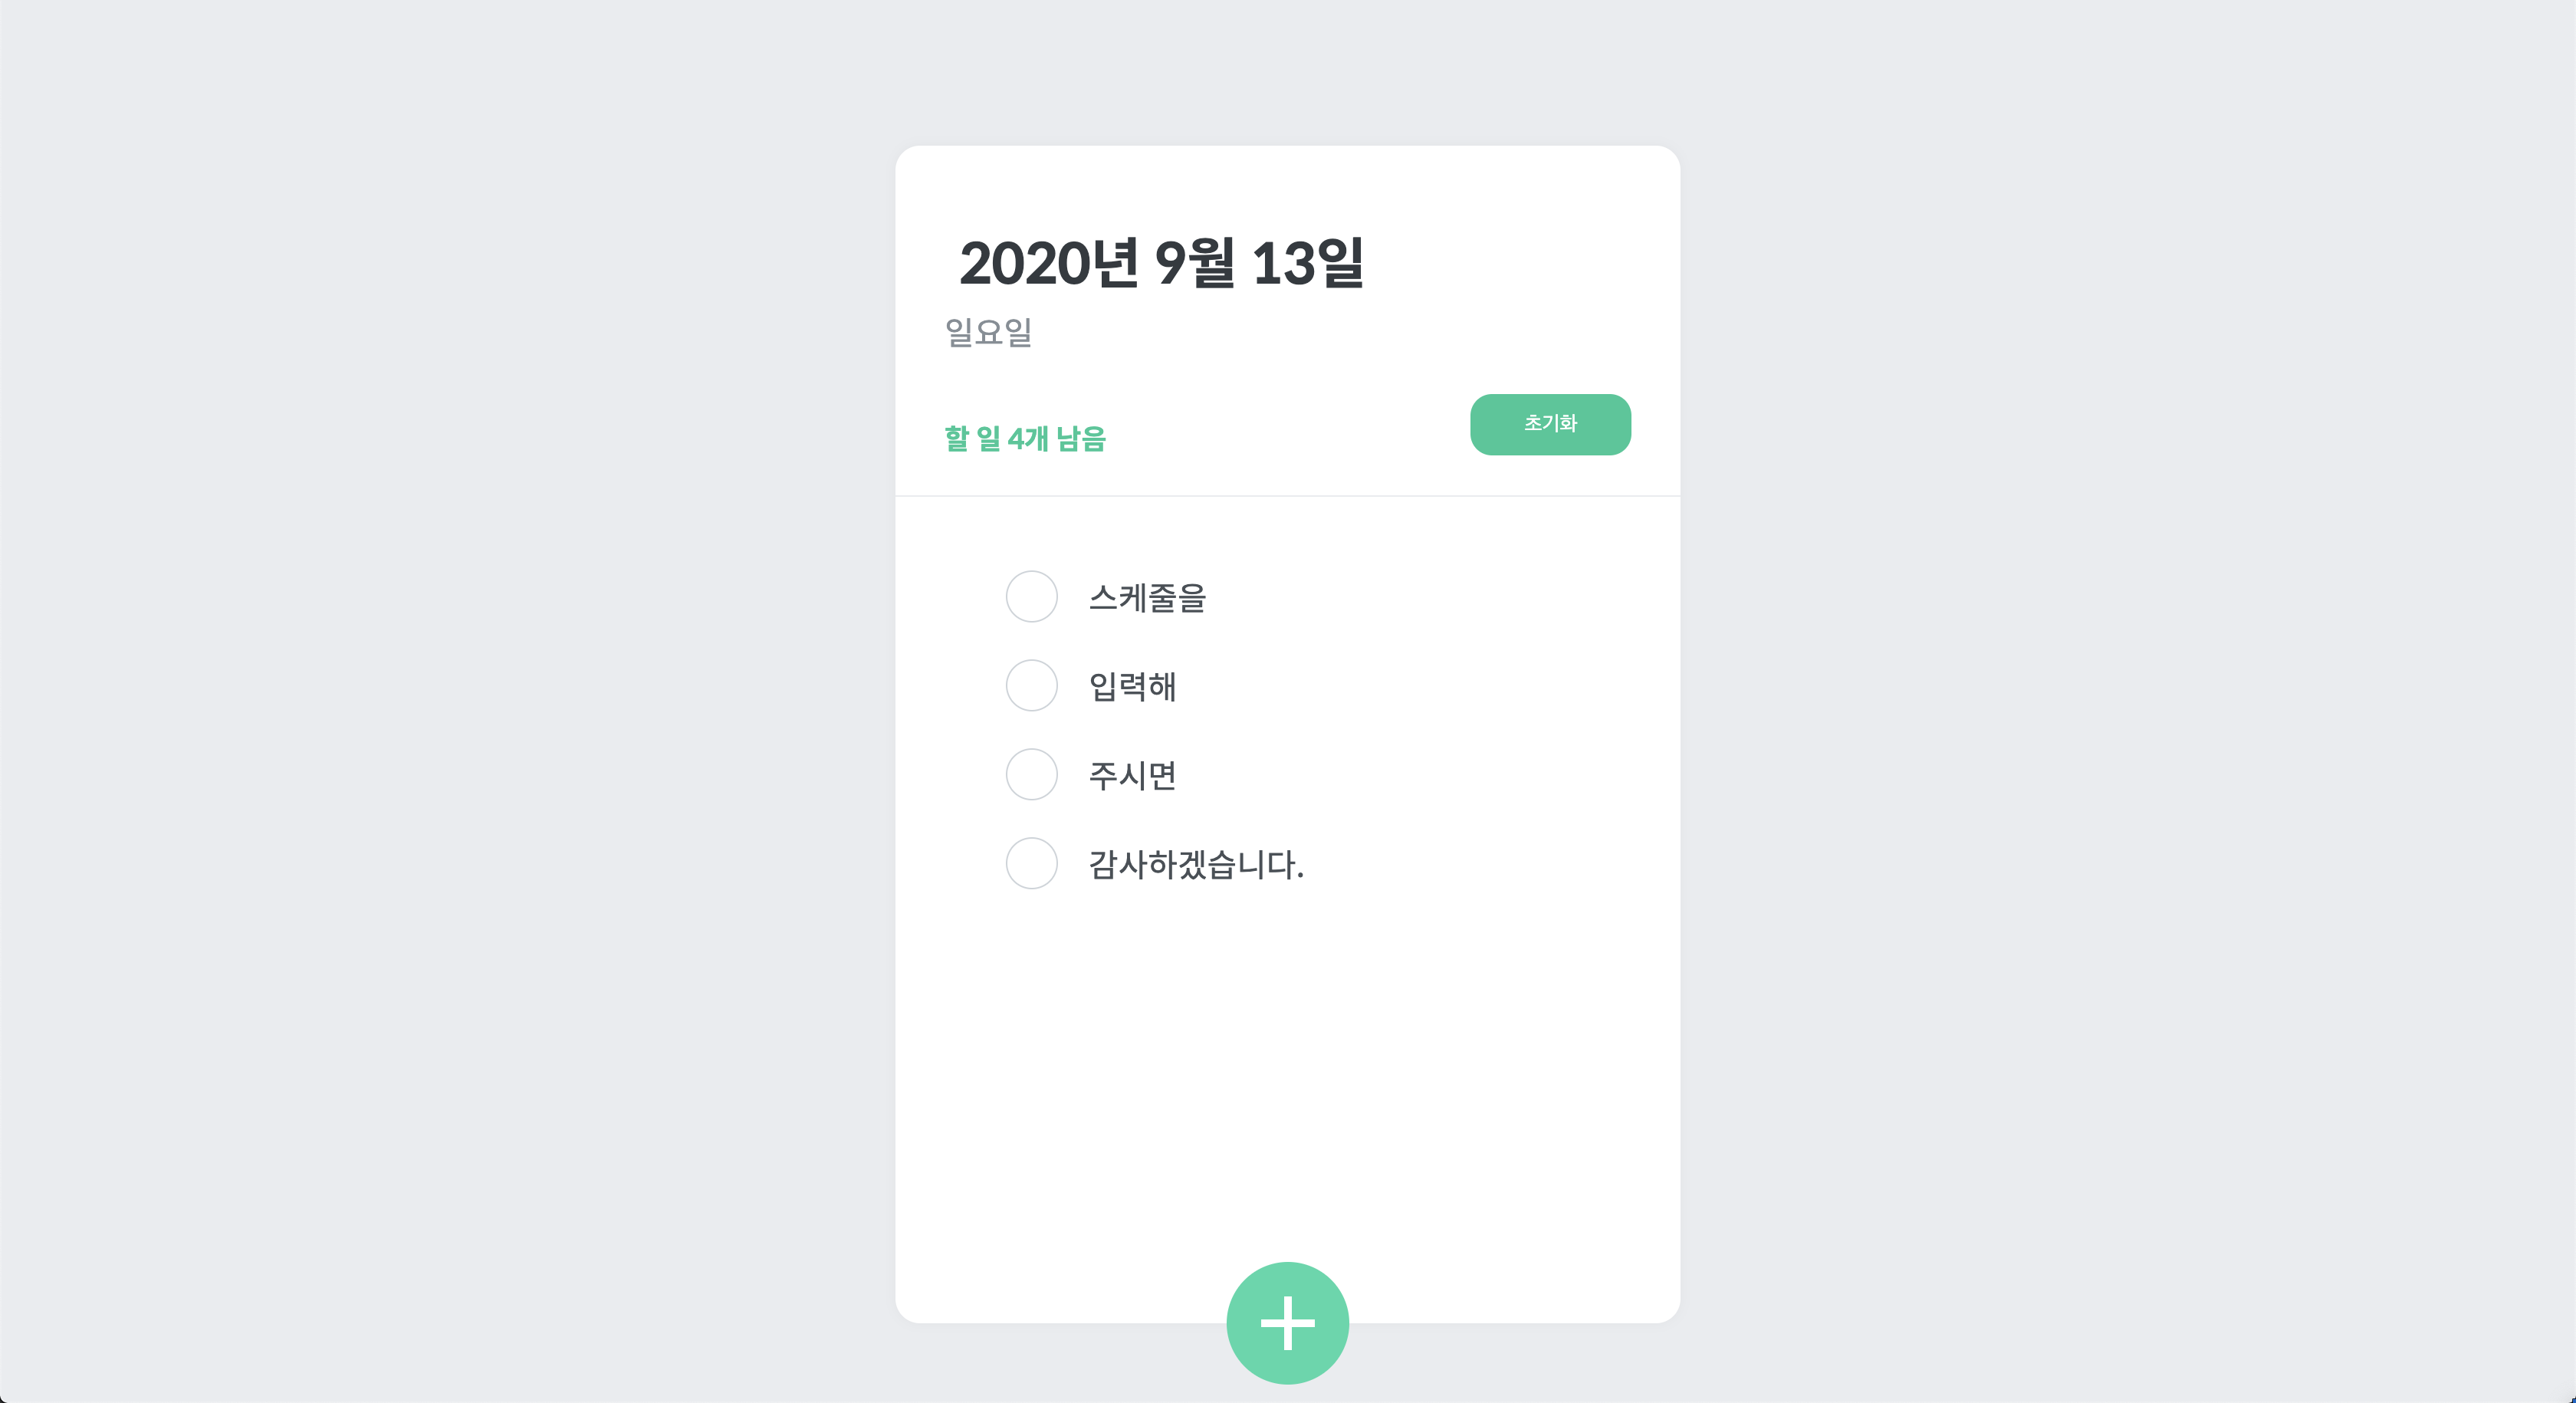 2020년 9월 13일
일요일
할 일 4개 남음
초기화
스케줄을
입력해
주시면
감사하겠습니다.